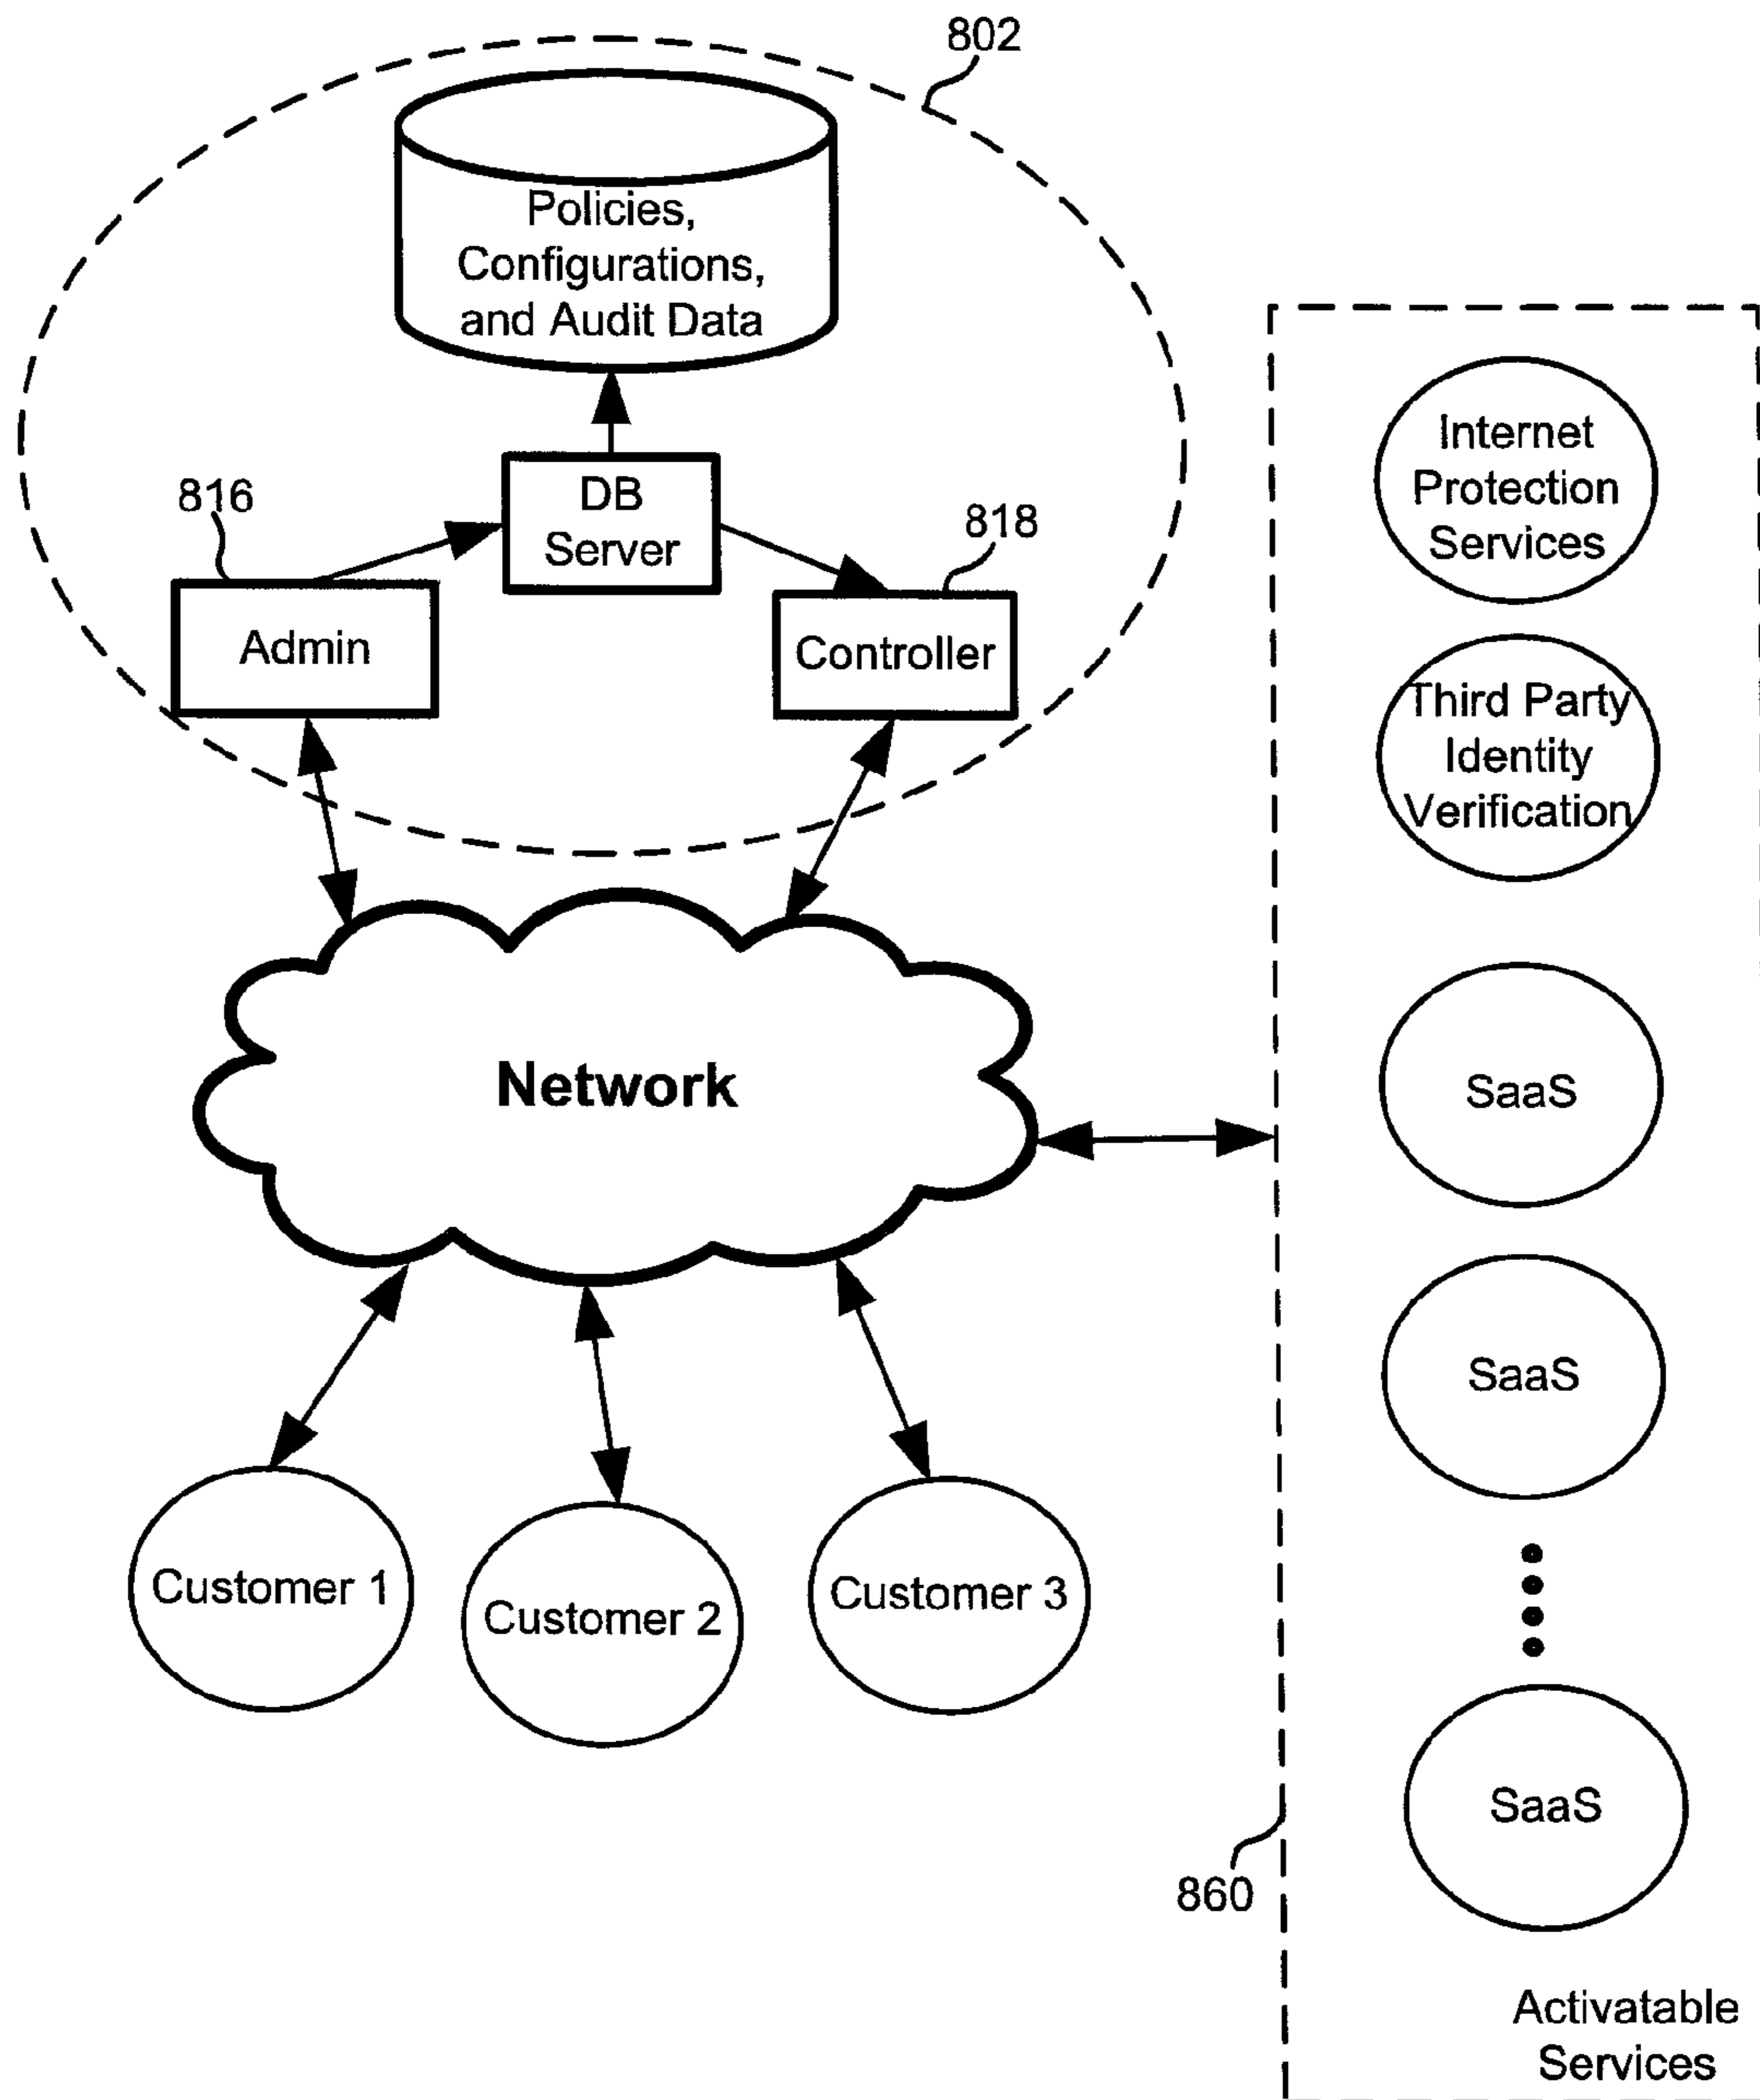 802
Policies,
Configurations,
and Audit Data
DB
Server
816
818
Admin
Controller
Network
Customer 1
Customer 2
Customer 3
Internet
Protection
Services
Third Party
Identity
Verification
SaaS
SaaS
SaaS
860
Activatable
Services